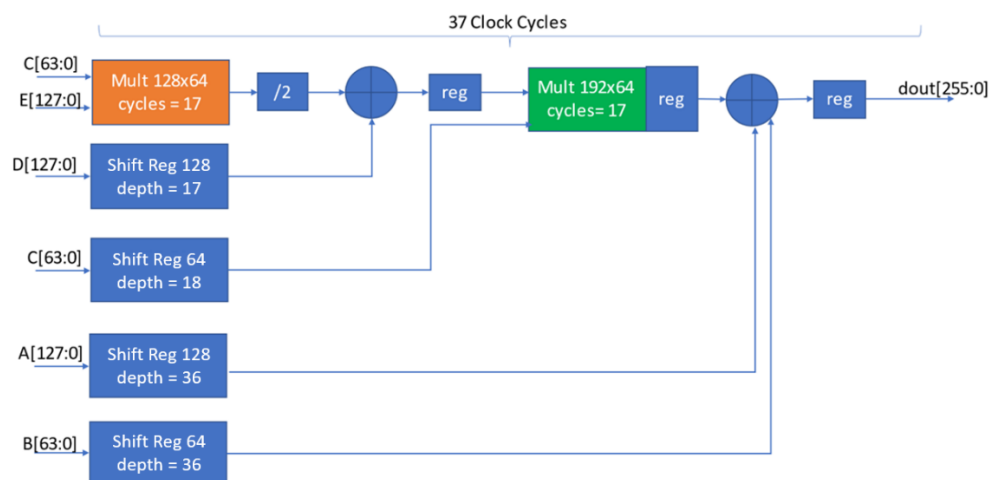 37 Clock Cycles
C[63:0]
E[127:0]
Mult 128x64
cycles = 17
/2
reg
Mult 192x64
cycles= 17
reg
reg
dout[255:0]
D[127:0]
Shift Reg 128
depth = 17
C[63:0]
Shift Reg 64
depth = 18
A[127:0]
Shift Reg 128
depth = 36
B[63:0]
Shift Reg 64
depth = 36